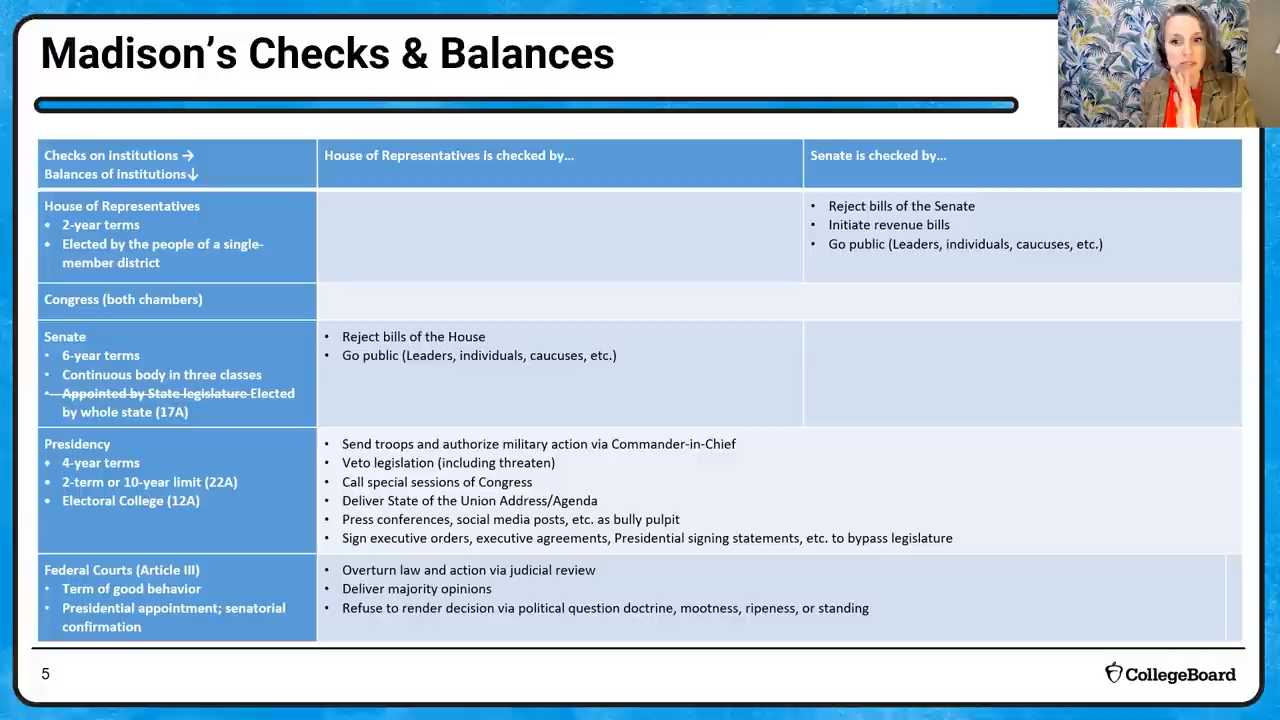 Madison's Checks & Balances
Checks on institutions →
Balances of institutions↓
House of Representatives is checked by...
Senate is checked by...
House of Representatives
• 2-year terms
• Elected by the people of a single-
member district
• Reject bills of the Senate
• Initiate revenue bills
• Go public (Leaders, individuals, caucuses, etc.)
Congress (both chambers)
Senate
• 6-year terms
• Continuous body in three classes
• Appointed by State legislature Elected
by whole state (17A)
• Reject bills of the House
• Go public (Leaders, individuals, caucuses, etc.)
Presidency
• 4-year terms
• 2-term or 10-year limit (22A)
• Electoral College (12A)
• Send troops and authorize military action via Commander-in-Chief
• Veto legislation (including threaten)
• Call special sessions of Congress
• Deliver State of the Union Address/Agenda
• Press conferences, social media posts, etc. as bully pulpit
• Sign executive orders, executive agreements, Presidential signing statements, etc. to bypass legislature
Federal Courts (Article III)
• Term of good behavior
• Presidential appointment; senatorial
confirmation
• Overturn law and action via judicial review
• Deliver majority opinions
• Refuse to render decision via political question doctrine, mootness, ripeness, or standing
5
CollegeBoard